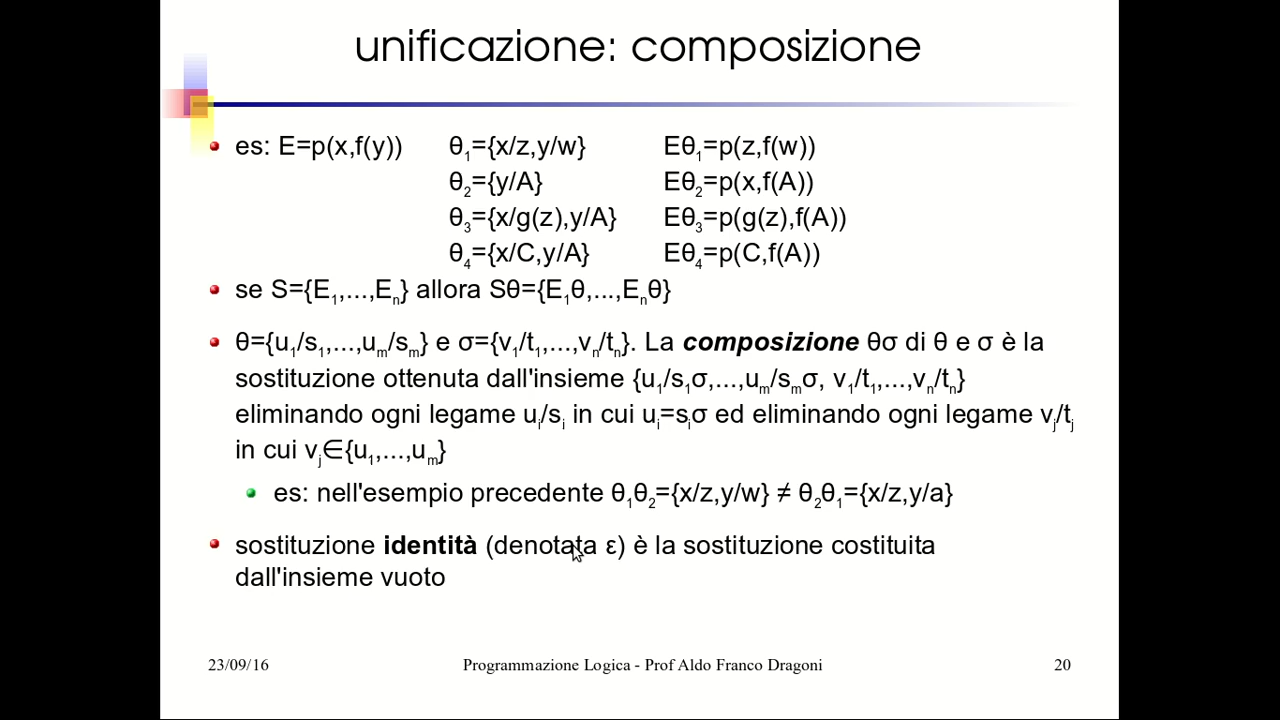 unificazione: composizione
es: E=p(x,f(y)) θ1={x/z,y/w} Eθ1=p(z,f(w))
θ2={y/A} Eθ2=p(x,f(A))
θ3={x/g(z),y/A} Eθ3=p(g(z),f(A))
θ4={x/C,y/A} Eθ4=p(C,f(A))
se S={E1,...,En} allora Sθ={E1θ,...,Enθ}
θ={u1/s1,...,um/sm} e σ={v1/t1,...,vn/tn}. La composizione θσ di θ e σ è la
sostituzione ottenuta dall'insieme {u1/s1σ,...,um/smσ, v1/t1,...,vn/tn}
eliminando ogni legame ui/si in cui ui=siσ ed eliminando ogni legame vj/tj
in cui vj∈{u1,...,um}
es: nell'esempio precedente θ1θ2={x/z,y/w} ≠ θ2θ1={x/z,y/a}
sostituzione identità (denotata ε) è la sostituzione costituita
dall'insieme vuoto
23/09/16 Programmazione Logica - Prof Aldo Franco Dragoni 20